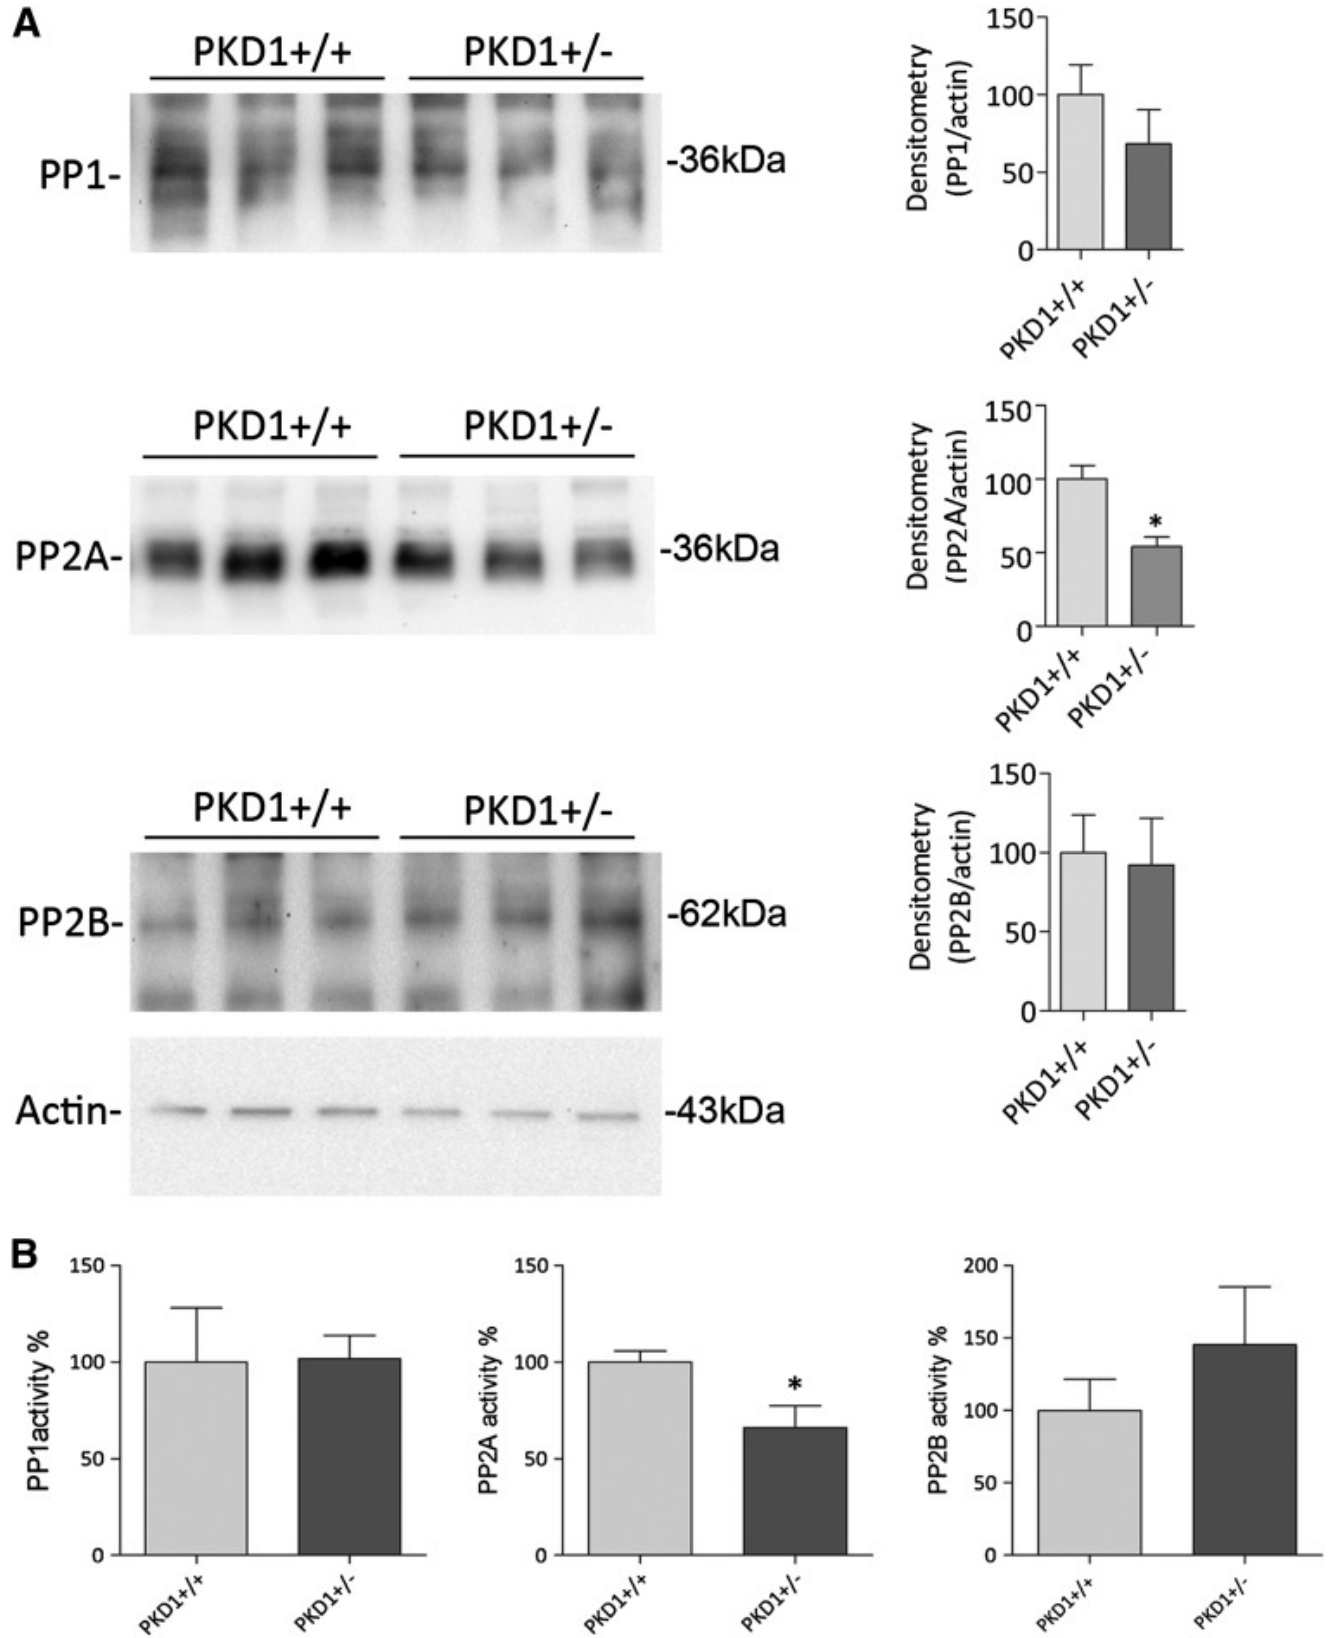 A
PKD1+/+ PKD1+/-
PP1-
-36kDa
Densitometry
(PP1/actin)
150
100
50
0
PKD1+/+
PKD1+/-
PKD1+/+ PKD1+/-
PP2A-
-36kDa
Densitometry
(PP2A/actin)
150
100
50
0
*
PKD1+/+
PKD1+/-
PKD1+/+ PKD1+/-
PP2B-
-62kDa
Densitometry
(PP2B/actin)
150
100
50
0
PKD1+/+
PKD1+/-
Actin-
-43kDa
B
PP1activity %
150
100
50
0
PKD1+/+
PKD1+/-
PP2A activity %
150
100
50
0
*
PKD1+/+
PKD1+/-
PP2B activity %
200
150
100
50
0
PKD1+/+
PKD1+/-